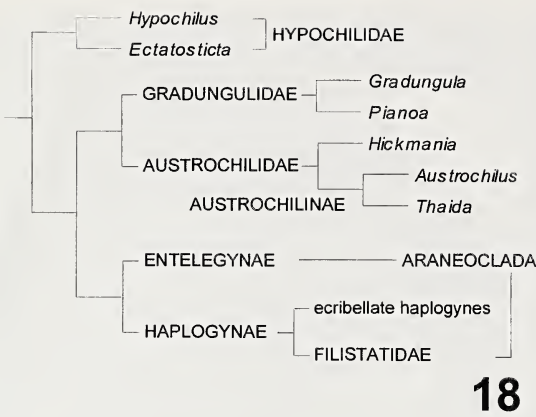 Hypochilus
Ectatosticta
HYPOCHILIDAE
GRADUNGULIDAE
Gradungula
Pianoa
AUSTROCHILIDAE
Hickmania
AUSTROCHILINAE
Austrochilus
Thaida
ENTELEGYNAE
ARANEOCLADA
HAPLOGYNAE
ecribellate haplogynes
FILISTATIDAE
18